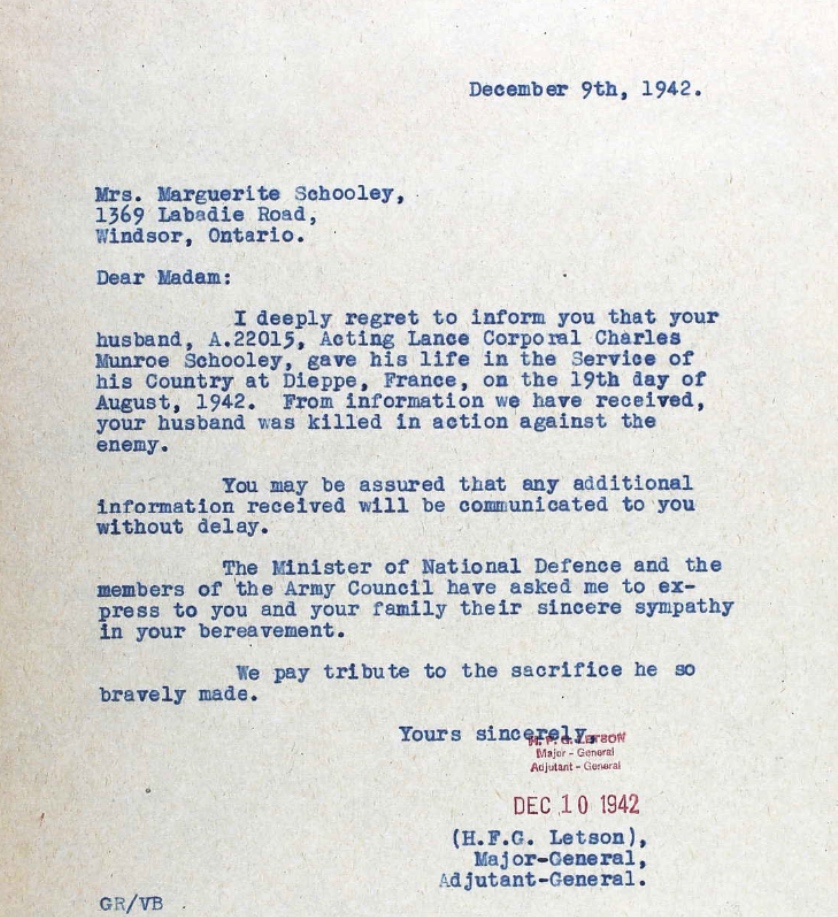 December 9th, 1942.
Mrs. Marguerite Schooley,
1369 Labadie Road,
Windsor, Ontario.
Dear Madam:
I deeply regret to inform you that your
husband, A.22015, Acting Lance Corporal Charles
Munroe Schooley, gave his life in the Service of
his Country at Dieppe, France, on the 19th day of
August, 1942. From information we have received,
your husband was killed in action against the
enemy.
You may be assured that any additional
information received will be communicated to you
without delay.
The Minister of National Defence and the
members of the Army Council have asked me to ex-
press to you and your family their sincere sympathy
in your bereavement.
We pay tribute to the sacrifice he so
bravely made.
Yours sincerely,
H. F. G. LETSON
Major - General
Adjutant - General
DEC 10 1942
(H.F.G. Letson),
Major-General,
Adjutant-General.
GR/VB